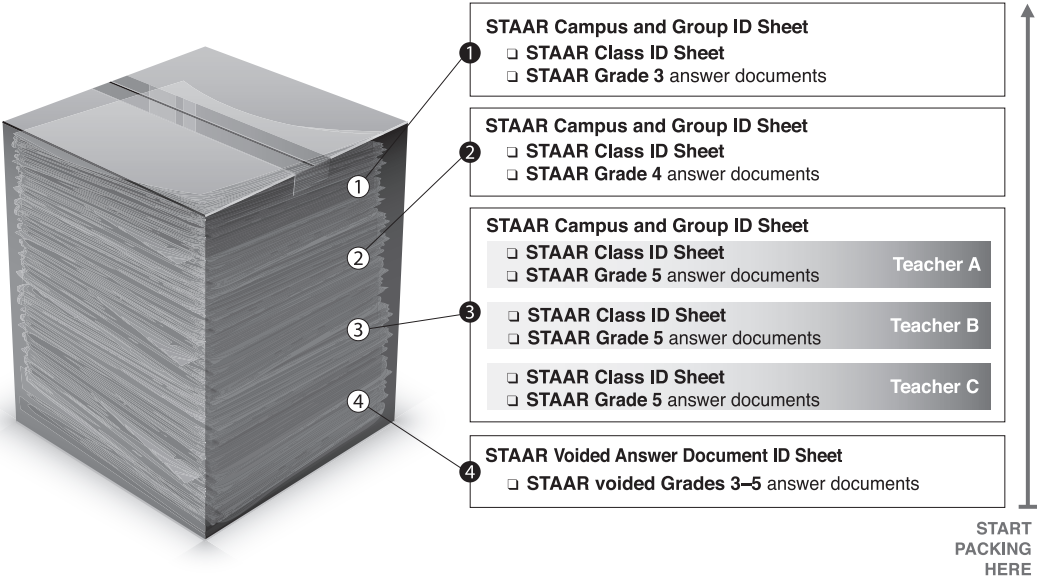 STAAR Campus and Group ID Sheet
❏ STAAR Class ID Sheet
❏ STAAR Grade 3 answer documents
1
STAAR Campus and Group ID Sheet
❏ STAAR Class ID Sheet
❏ STAAR Grade 4 answer documents
2
STAAR Campus and Group ID Sheet
❏ STAAR Class ID Sheet
❏ STAAR Grade 5 answer documents
Teacher A
❏ STAAR Class ID Sheet
❏ STAAR Grade 5 answer documents
Teacher B
❏ STAAR Class ID Sheet
❏ STAAR Grade 5 answer documents
Teacher C
3
STAAR Voided Answer Document ID Sheet
❏ STAAR voided Grades 3–5 answer documents
4
1
2
3
4
START
PACKING
HERE